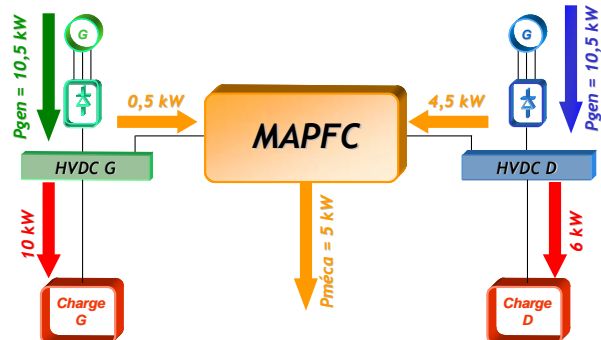 G
Pgen = 10,5 kW
0,5 kW
MAPFC
4,5 kW
G
Pgen = 10,5 kW
HVDC G
HVDC D
10 kW
Pméca = 5 kW
6 kW
Charge
G
Charge
D